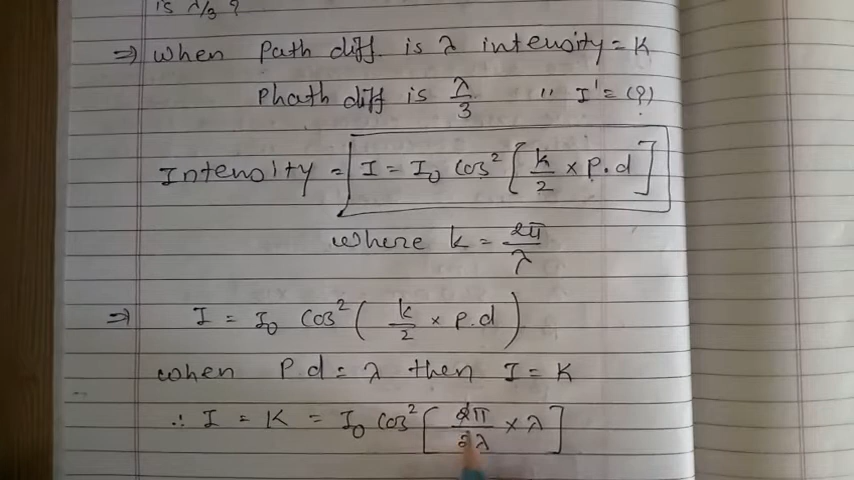 is λ/3 ?
⇒ when Path diff. is λ intensity = K
Phath diff is λ/3 " I' = (?)
Intensity = I = I₀ cos² [k/2 × P.d]
where k = 2π/λ
⇒ I = I₀ cos² (k/2 × P.d)
when P.d = λ then I = K
∴ I = K = I₀ cos² [2π/2λ × λ]